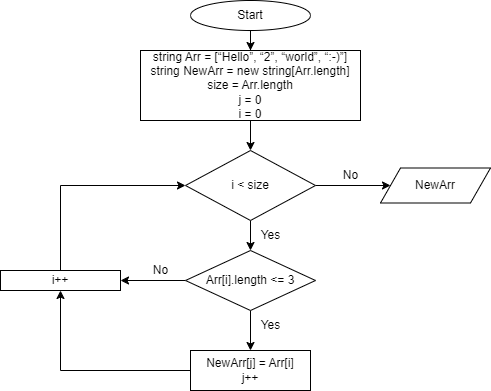 Start
string Arr = [“Hello”, “2”, “world”, “:-)”]
string NewArr = new string[Arr.length]
size = Arr.length
j = 0
i = 0
i < size
No
NewArr
Yes
Arr[i].length <= 3
No
i++
Yes
NewArr[j] = Arr[i]
j++